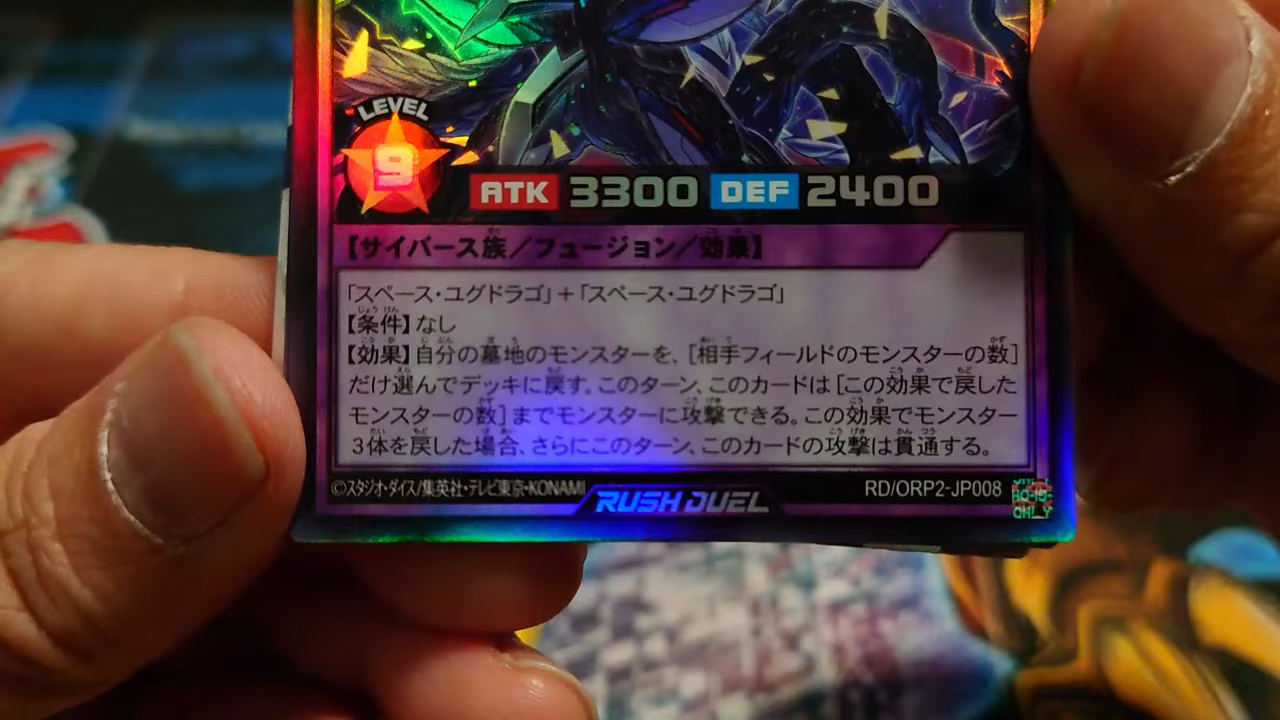 LEVEL
9
ATK 3300 DEF 2400
【サイバース族／フュージョン／効果】
「スペース・ユグドラゴ」+「スペース・ユグドラゴ」
【条件】なし
【効果】自分の墓地のモンスターを、[相手フィールドのモンスターの数]
だけ選んでデッキに戻す。このターン、このカードは[この効果で戻した
モンスターの数]までモンスターに攻撃できる。この効果でモンスター
3体を戻した場合、さらにこのターン、このカードの攻撃は貫通する。
©スタジオ・ダイス/集英社・テレビ東京・KONAMI
RUSH DUEL
RD/ORP2-JP008